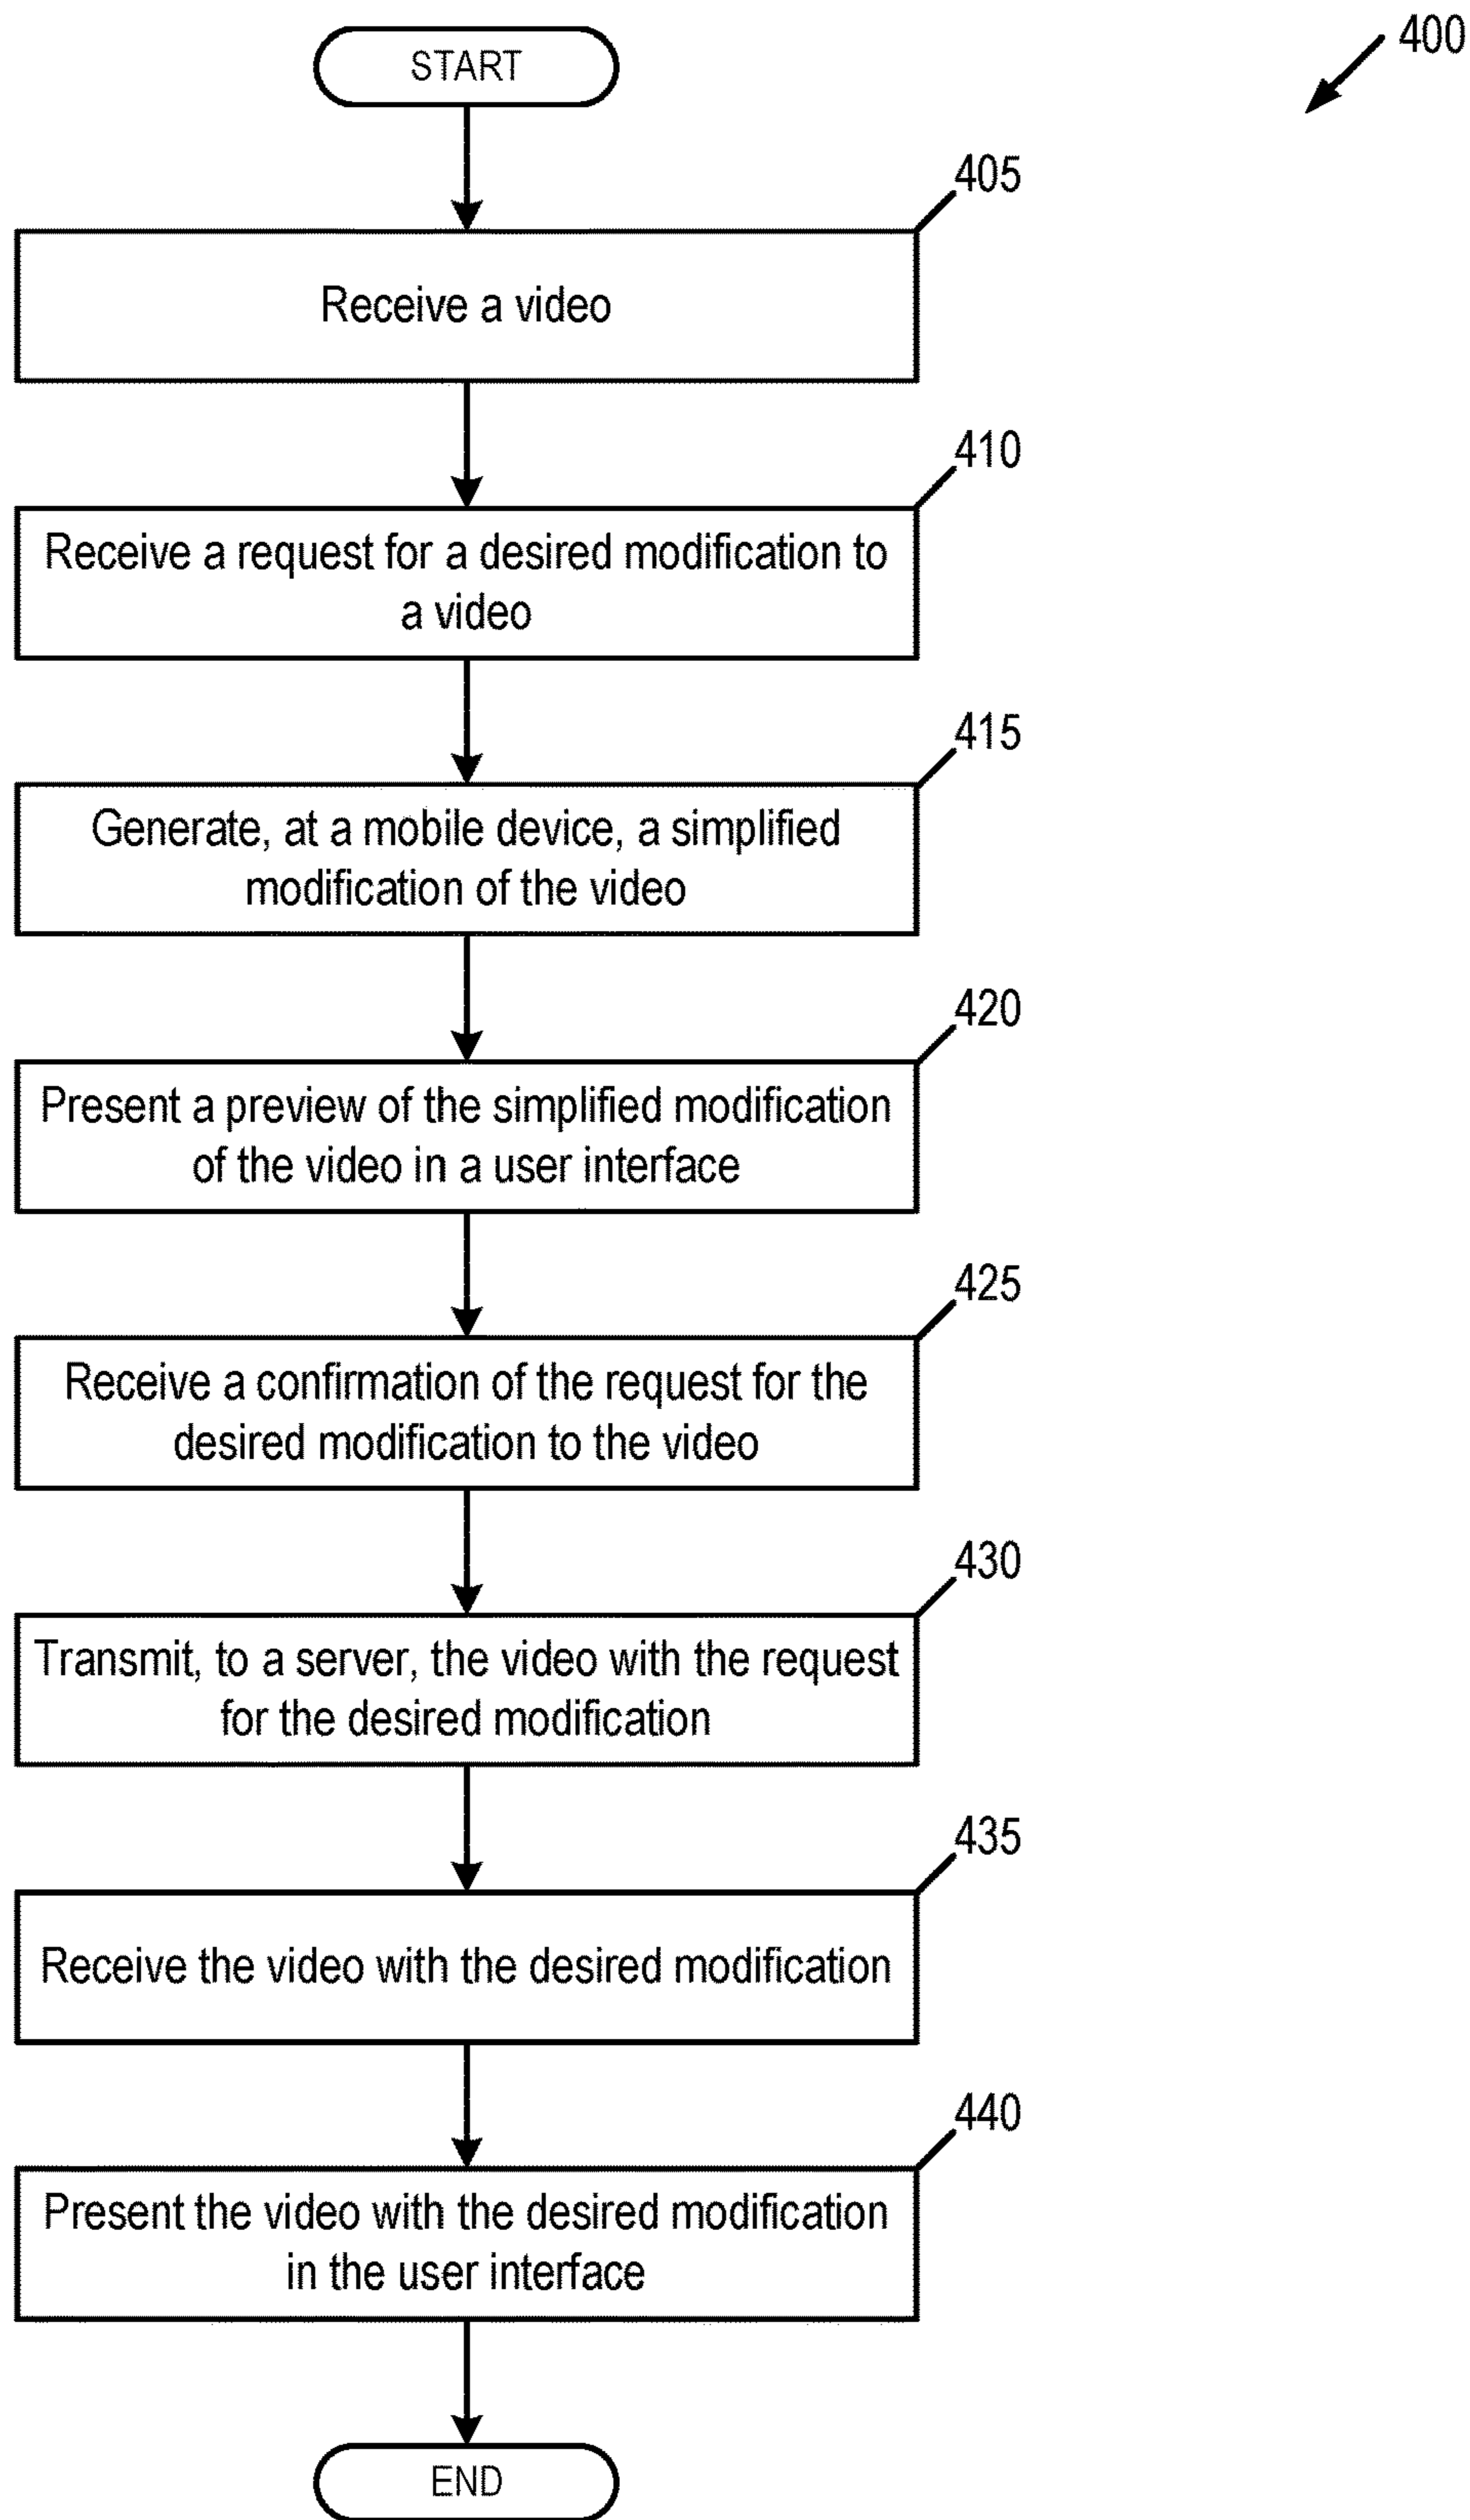 START
400
405
Receive a video
410
Receive a request for a desired modification to
a video
415
Generate, at a mobile device, a simplified
modification of the video
420
Present a preview of the simplified modification
of the video in a user interface
425
Receive a confirmation of the request for the
desired modification to the video
430
Transmit, to a server, the video with the request
for the desired modification
435
Receive the video with the desired modification
440
Present the video with the desired modification
in the user interface
END